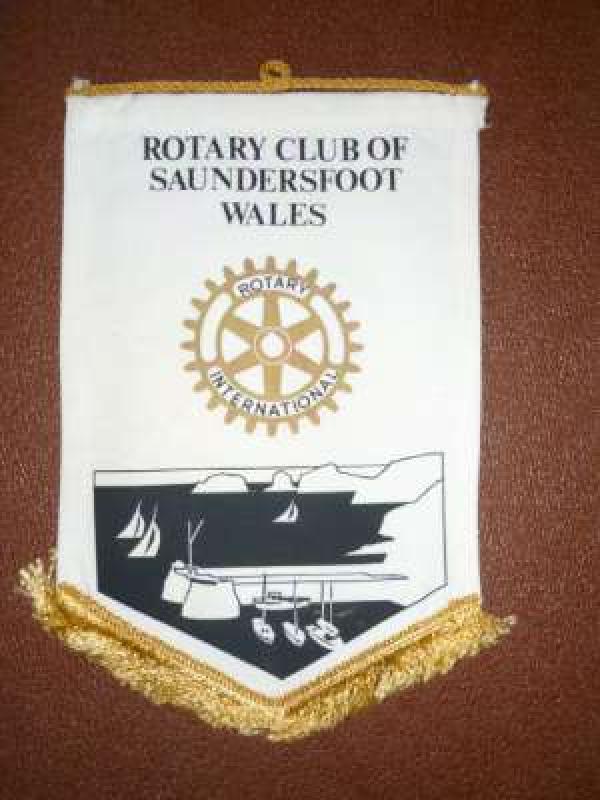 ROTARY CLUB OF
SAUNDERSFOOT
WALES
ROTARY
INTERNATIONAL